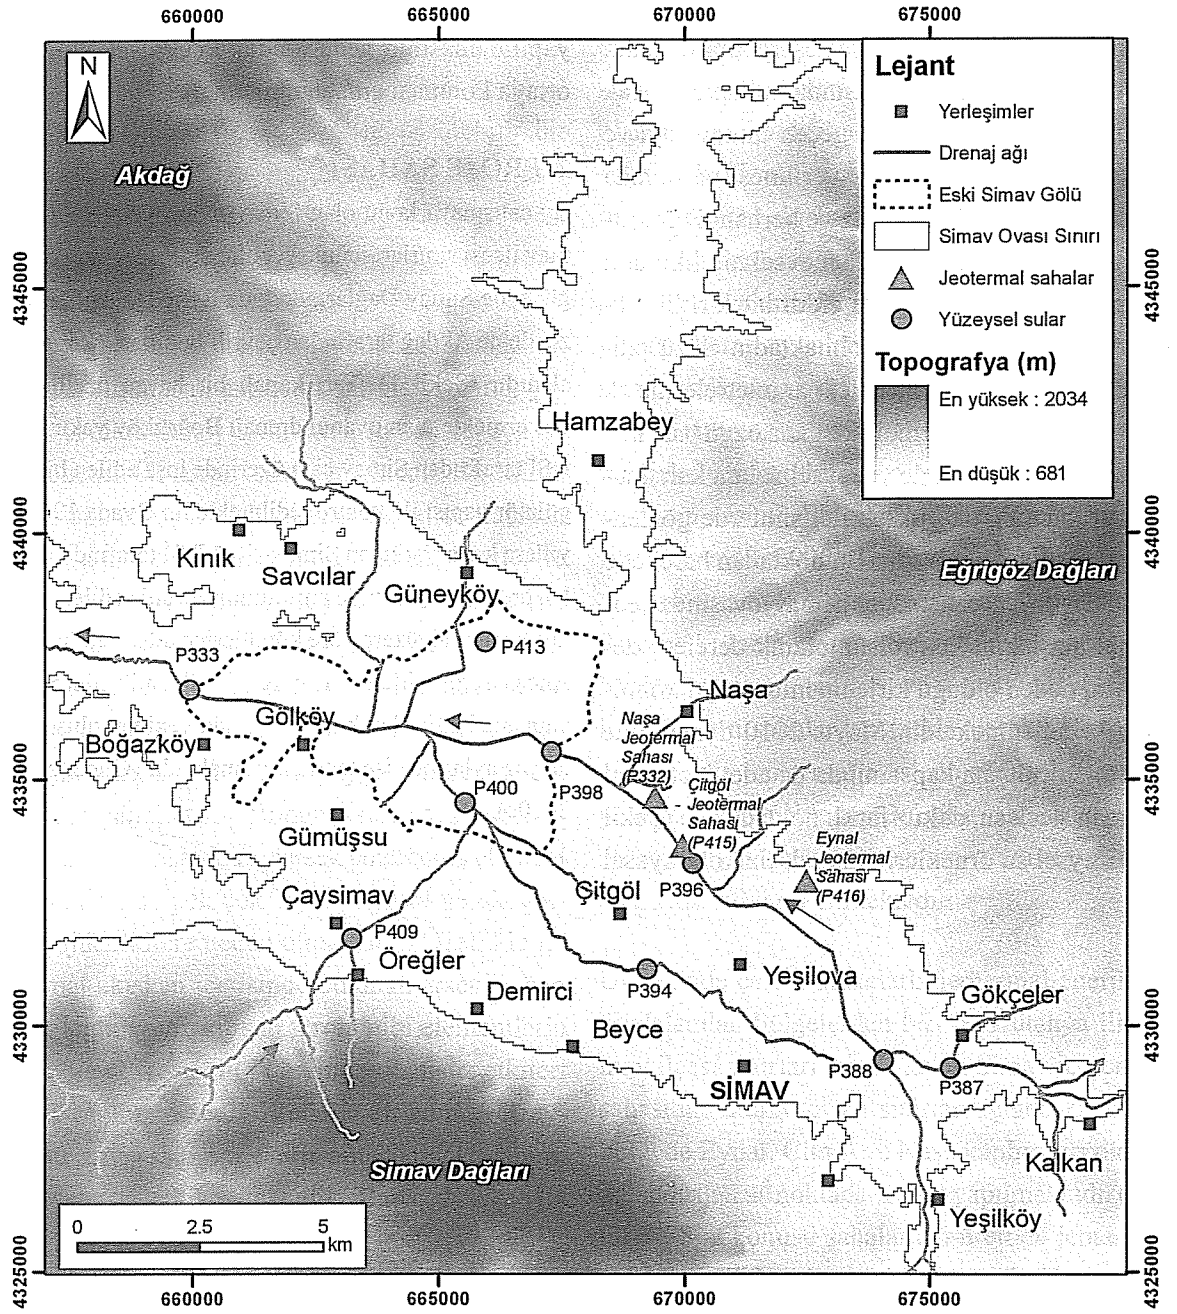 660000
665000
670000
675000
N
Akdağ
Lejant
Yerleşimler
Drenaj ağı
Eski Simav Gölü
Simav Ovası Sınırı
Jeotermal sahalar
Yüzeysel sular
Topografya (m)
En yüksek : 2034
En düşük : 681
4345000
4345000
Hamzabey
4340000
4340000
Kınık
Savcılar
Güneyköy
Eğrigöz Dağları
P333
P413
Naşa
Gölköy
Boğazköy
Naşa
Jeotermal
Sahası
(P332)
4335000
4335000
P400
P398
Çitgöl
Jeotermal
Sahası
(P415)
Gümüşsu
Eynal
Jeotermal
Sahası
(P416)
Çaysimav
Çitgöl
P396
P409
Öreğler
Demirci
P394
Yeşilova
Gökçeler
4330000
4330000
Beyce
SİMAV
P388
P387
Simav Dağları
Kalkan
Yeşilköy
0
2.5
5
km
4325000
4325000
660000
665000
670000
675000